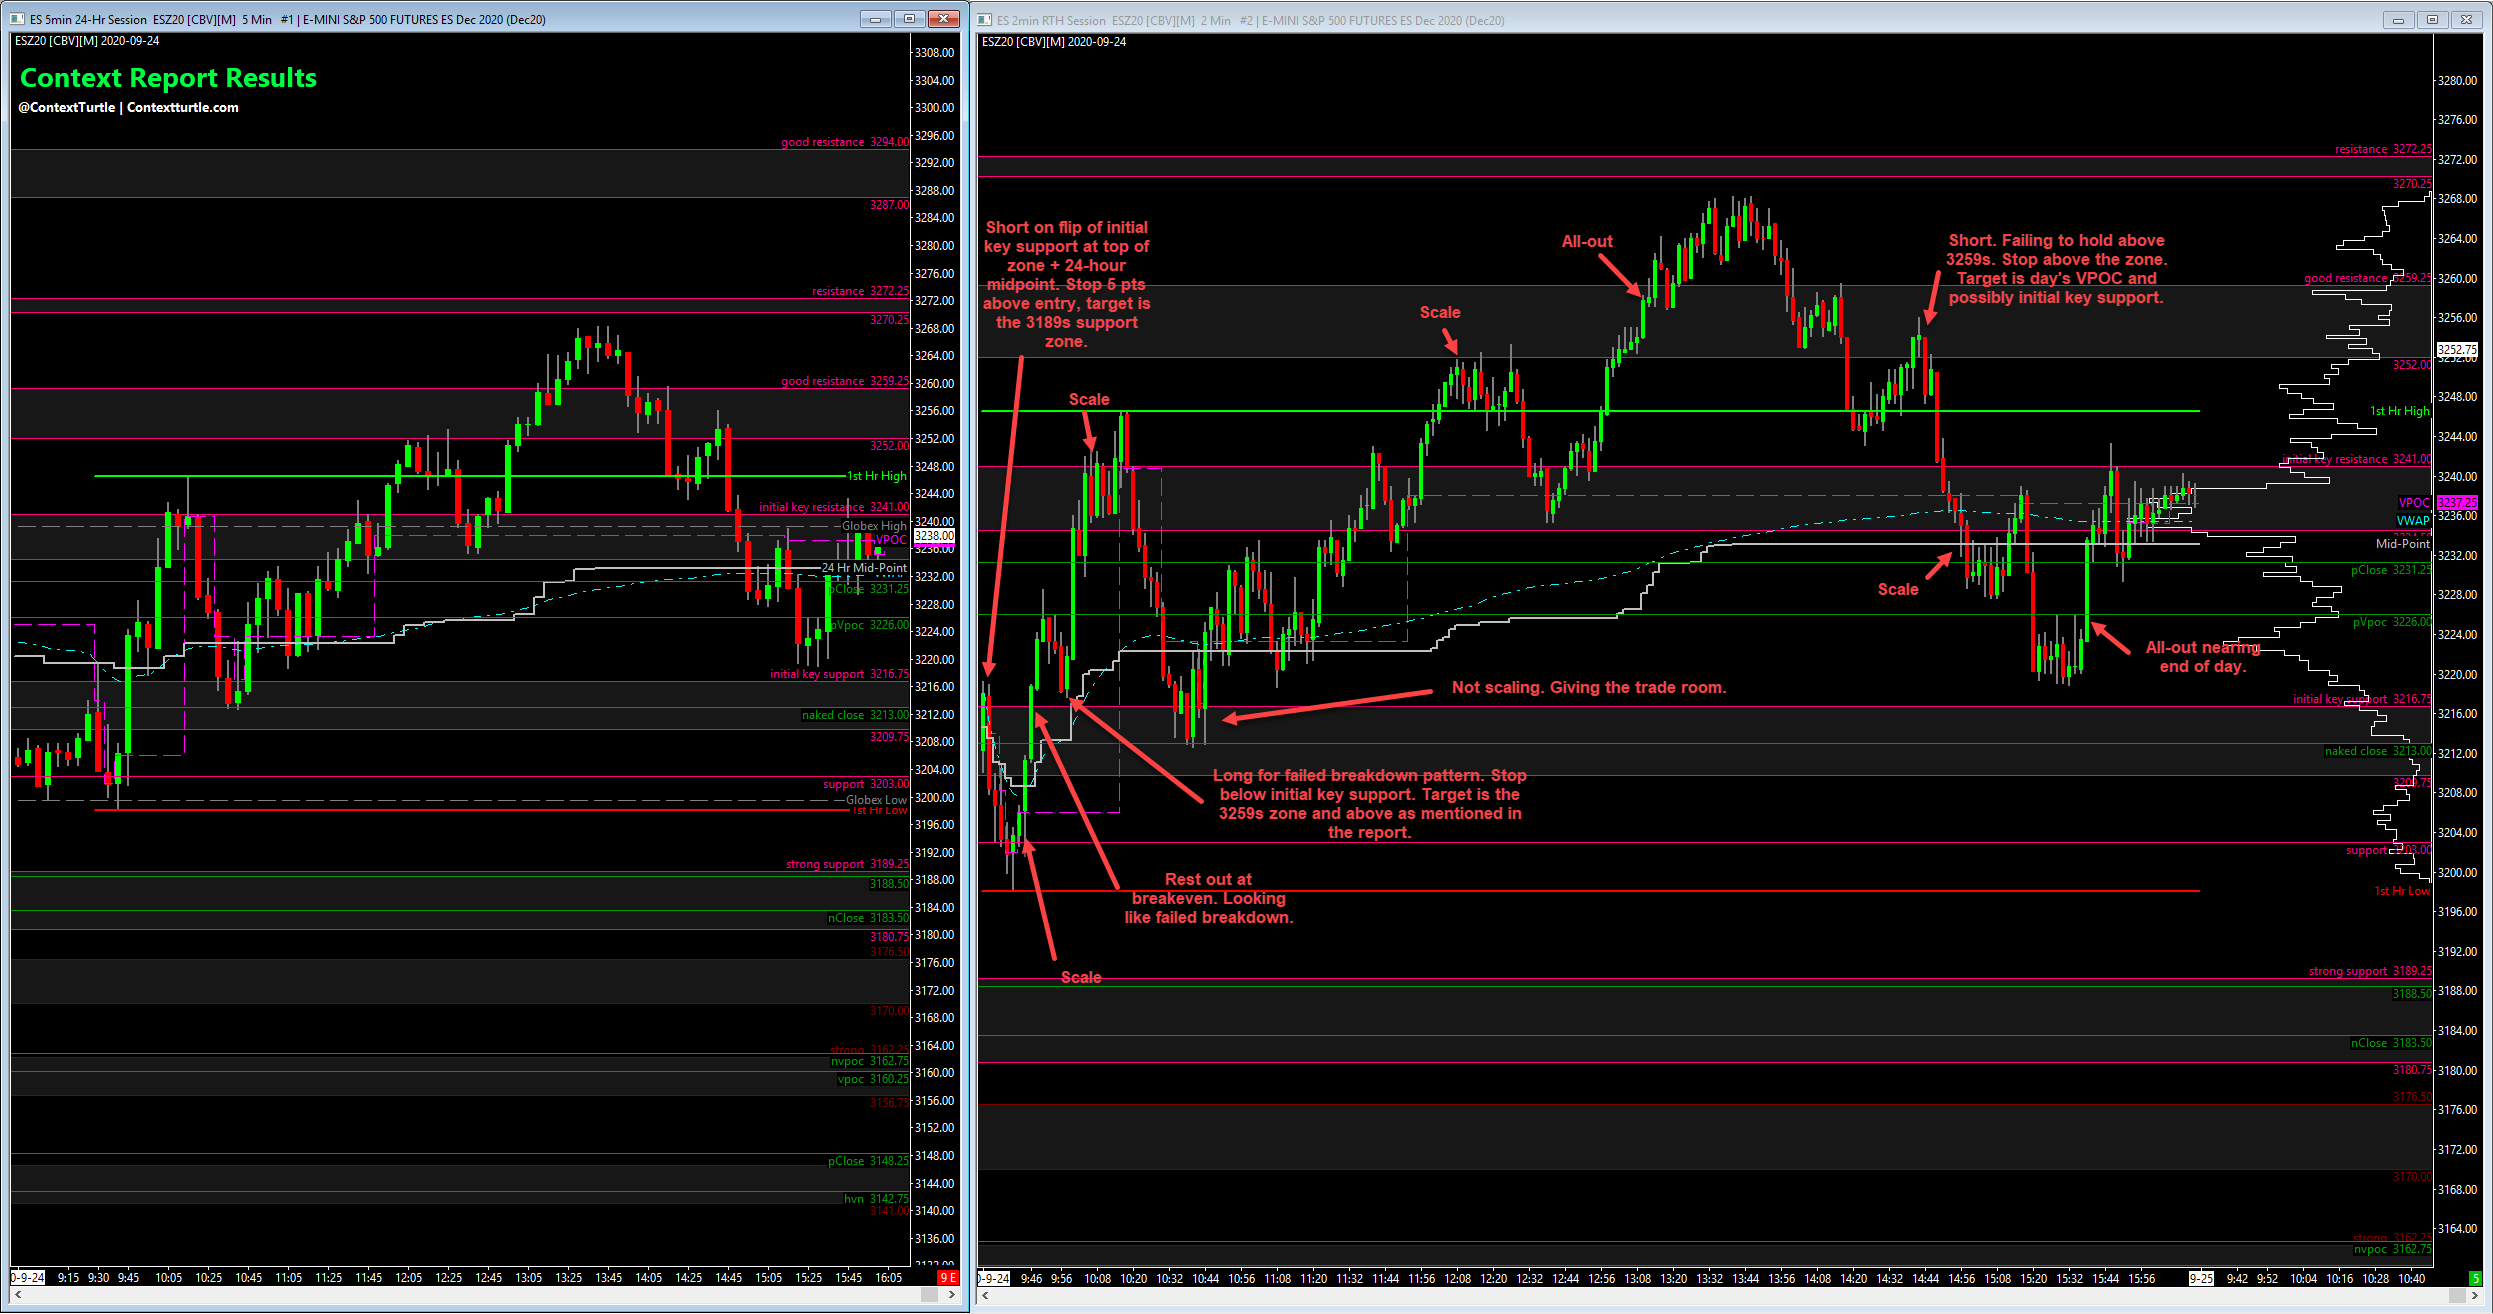 ES 5min 24-Hr Session ESZ20 [CBV][M] 5 Min #1 | E-MINI S&P 500 FUTURES ES Dec 2020 (Dec20)
ESZ20 [CBV][M] 2020-09-24
Context Report Results
@ContextTurtle | Contextturtle.com
good resistance 3294.00
3287.00
resistance 3272.25
3270.25
good resistance 3259.25
3252.00
1st Hr High
initial key resistance 3241.00
Globex High
VPOC
24 Hr Mid-Point
pClose 3231.25
pVpoc 3226.00
initial key support 3216.75
naked close 3213.00
3209.75
support 3203.00
Globex Low
1st Hr Low
strong support 3189.25
3188.50
nClose 3183.50
3180.75
3176.50
3170.00
strong 3162.25
nvpoc 3162.75
vpoc 3160.25
3156.75
pClose 3148.25
hvn 3142.75
3141.00
3308.00
3304.00
3300.00
3296.00
3292.00
3288.00
3284.00
3280.00
3276.00
3272.00
3268.00
3264.00
3260.00
3256.00
3252.00
3248.00
3244.00
3240.00
3238.00
3236.00
3232.00
3228.00
3224.00
3220.00
3216.00
3212.00
3208.00
3204.00
3200.00
3196.00
3192.00
3188.00
3184.00
3180.00
3176.00
3172.00
3168.00
3164.00
3160.00
3156.00
3152.00
3148.00
3144.00
3140.00
3136.00
0-9-24 9:15 9:30 9:45 10:05 10:25 10:45 11:05 11:25 11:45 12:05 12:25 12:45 13:05 13:25 13:45 14:05 14:25 14:45 15:05 15:25 15:45 16:05 9 E
ES 2min RTH Session ESZ20 [CBV][M] 2 Min #2 | E-MINI S&P 500 FUTURES ES Dec 2020 (Dec20)
ESZ20 [CBV][M] 2020-09-24
Short on flip of initial
key support at top of
zone + 24-hour
midpoint. Stop 5 pts
above entry, target is
the 3189s support
zone.
Scale
Scale
All-out
Short. Failing to hold above
3259s. Stop above the zone.
Target is day's VPOC and
possibly initial key support.
Scale
All-out nearing
end of day.
Not scaling. Giving the trade room.
Long for failed breakdown pattern. Stop
below initial key support. Target is the
3259s zone and above as mentioned in
the report.
Rest out at
breakeven. Looking
like failed breakdown.
Scale
resistance 3272.25
3270.25
good resistance 3259.25
3252.00
1st Hr High
initial key resistance 3241.00
VPOC
VWAP
Mid-Point
pClose 3231.25
pVpoc 3226.00
initial key support 3216.75
naked close 3213.00
3209.75
support 3203.00
1st Hr Low
strong support 3189.25
3188.50
nClose 3183.50
3180.75
3176.50
3170.00
strong 3162.25
nvpoc 3162.75
3280.00
3276.00
3272.00
3268.00
3264.00
3260.00
3256.00
3252.75
3252.00
3248.00
3244.00
3240.00
3237.25
3236.00
3232.00
3228.00
3224.00
3220.00
3216.00
3212.00
3208.00
3204.00
3200.00
3196.00
3192.00
3188.00
3184.00
3180.00
3176.00
3172.00
3168.00
3164.00
0-9-24 9:46 9:56 10:08 10:20 10:32 10:44 10:56 11:08 11:20 11:32 11:44 11:56 12:08 12:20 12:32 12:44 12:56 13:08 13:20 13:32 13:44 13:56 14:08 14:20 14:32 14:44 14:56 15:08 15:20 15:32 15:44 15:56 9-25 9:42 9:52 10:04 10:16 10:28 10:40 5